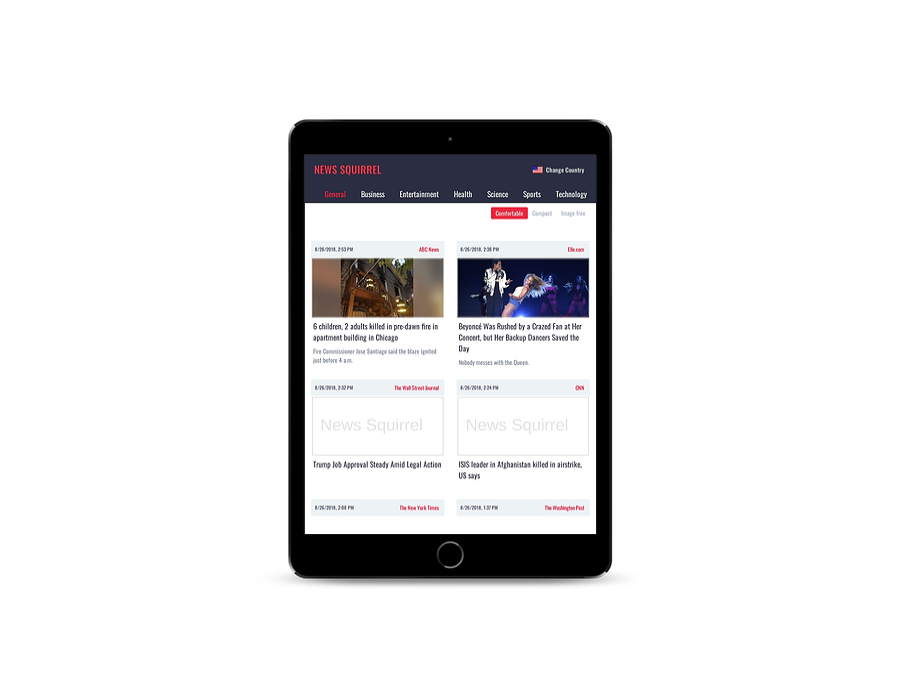 NEWS SQUIRREL
Change Country
General Business Entertainment Health Science Sports Technology
Comfortable Compact Image free
8/26/2018, 2:53 PM ABC News
6 children, 2 adults killed in pre-dawn fire in
apartment building in Chicago
Fire Commissioner Jose Santiago said the blaze ignited
just before 4 a.m.
8/26/2018, 2:38 PM Elle.com
Beyoncé Was Rushed by a Crazed Fan at Her
Concert, but Her Backup Dancers Saved the
Day
Nobody messes with the Queen.
8/26/2018, 2:32 PM The Wall Street Journal
News Squirrel
Trump Job Approval Steady Amid Legal Action
8/26/2018, 2:24 PM CNN
News Squirrel
ISIS leader in Afghanistan killed in airstrike,
US says
8/26/2018, 2:08 PM The New York Times
8/26/2018, 1:37 PM The Washington Post